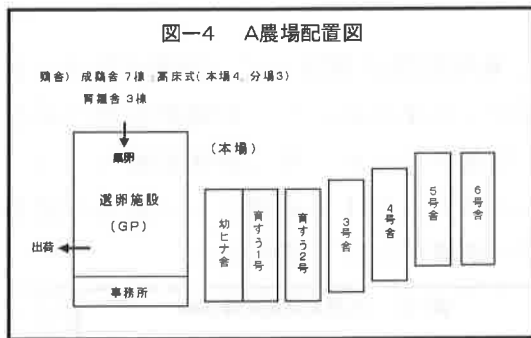 図－4 A農場配置図
鶏舎) 成鶏舎 7棟 高床式(本場4, 分場3)
育雛舎 3棟
原卵
(本場)
選卵施設
(GP)
出荷
事務所
幼ヒナ舎
育すう1号
育すう2号
3号舎
4号舎
5号舎
6号舎